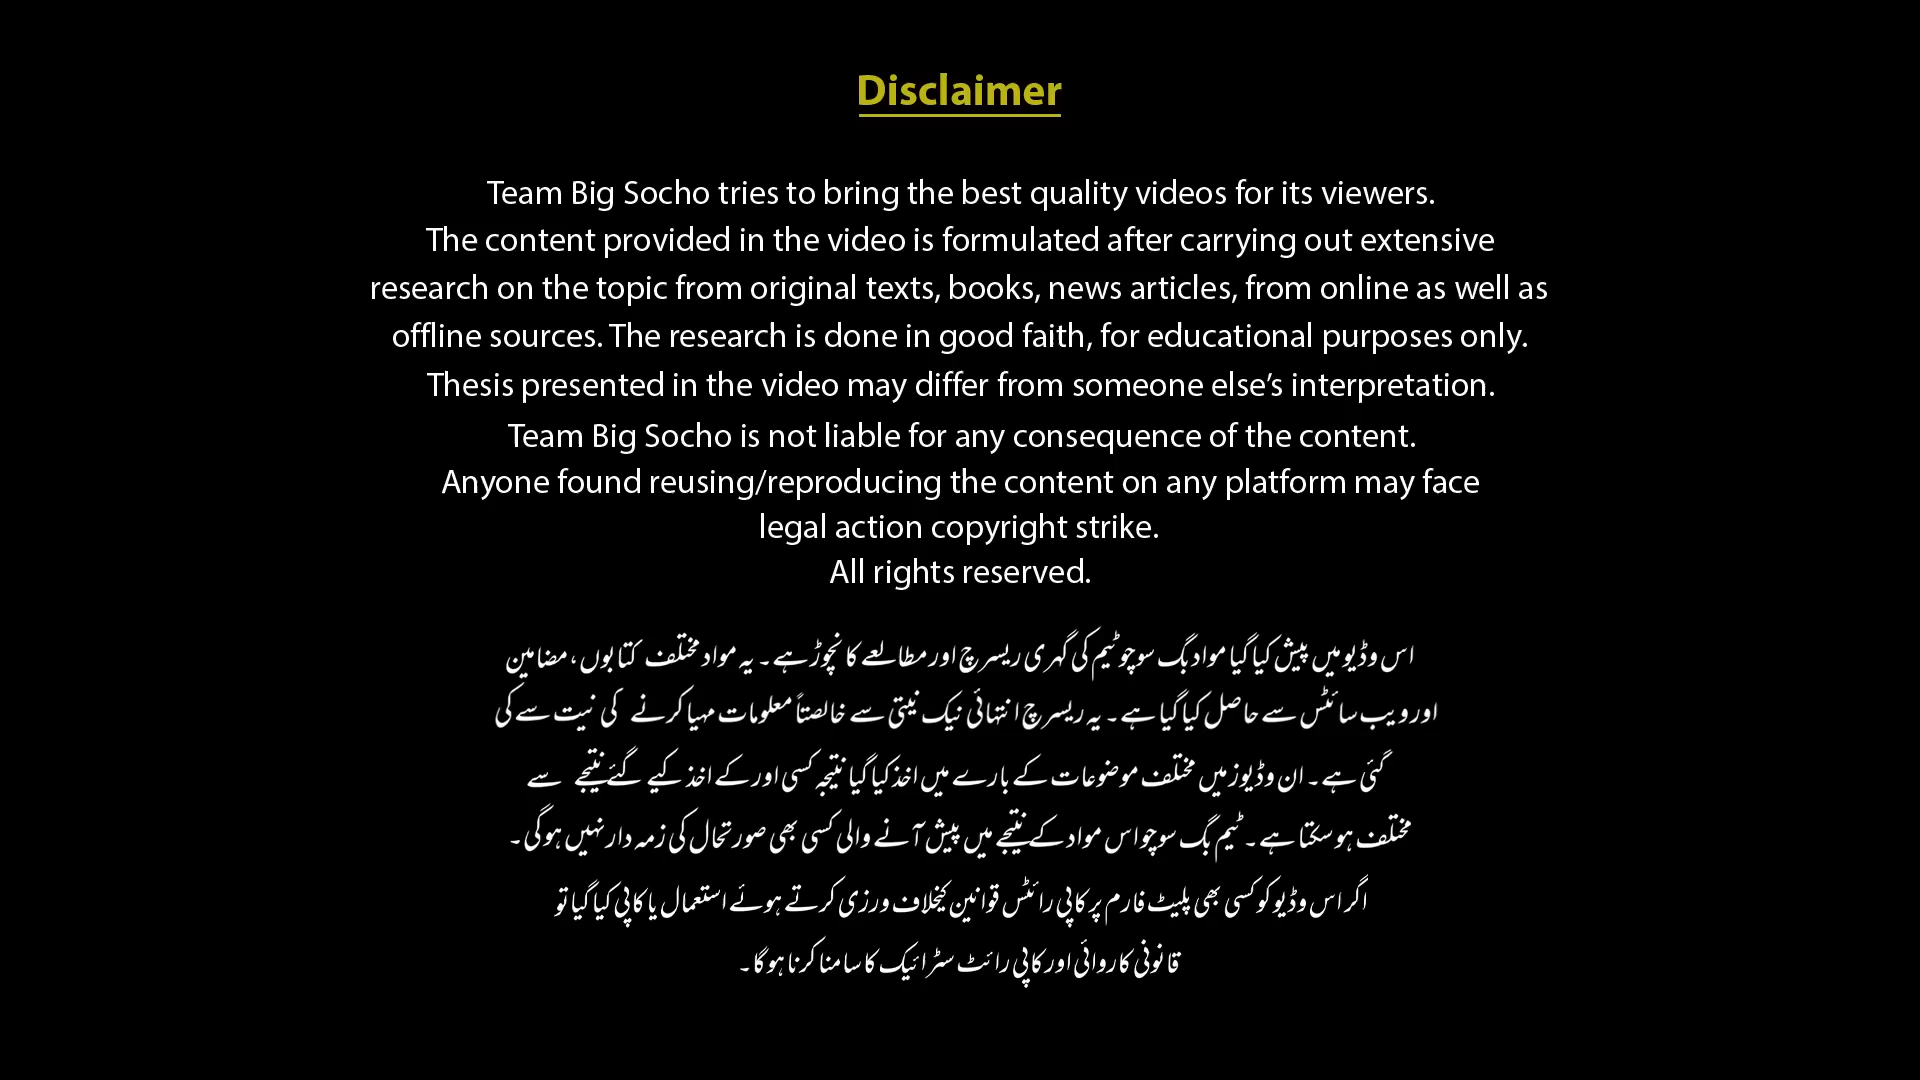 Disclaimer
Team Big Socho tries to bring the best quality videos for its viewers.
The content provided in the video is formulated after carrying out extensive
research on the topic from original texts, books, news articles, from online as well as
offline sources. The research is done in good faith, for educational purposes only.
Thesis presented in the video may differ from someone else’s interpretation.
Team Big Socho is not liable for any consequence of the content.
Anyone found reusing/reproducing the content on any platform may face
legal action copyright strike.
All rights reserved.
اس وڈیو میں پیش کیا گیا مواد بگ سوچو ٹیم کی گہری ریسرچ اور مطالعے کا نچوڑ ہے۔ یہ مواد مختلف کتابوں، مضامین
اور ویب سائٹس سے حاصل کیا گیا ہے۔ یہ ریسرچ انتہائی نیک نیتی سے خالصتاً معلومات مہیا کرنے کی نیت سے کی
گئی ہے۔ ان وڈیوز میں مختلف موضوعات کے بارے میں اخذ کیا گیا نتیجہ کسی اور کے اخذ کیے گئے نتیجے سے
مختلف ہو سکتا ہے۔ ٹیم بگ سوچو اس مواد کے نتیجے میں پیش آنے والی کسی بھی صورتحال کی زمہ دار نہیں ہو گی۔
اگر اس وڈیو کو کسی بھی پلیٹ فارم پر کاپی رائٹس قوانین کیخلاف ورزی کرتے ہوئے استعمال یا کاپی کیا گیا تو
قانونی کاروائی اور کاپی رائٹ سٹرائیک کا سامنا کرنا ہو گا۔